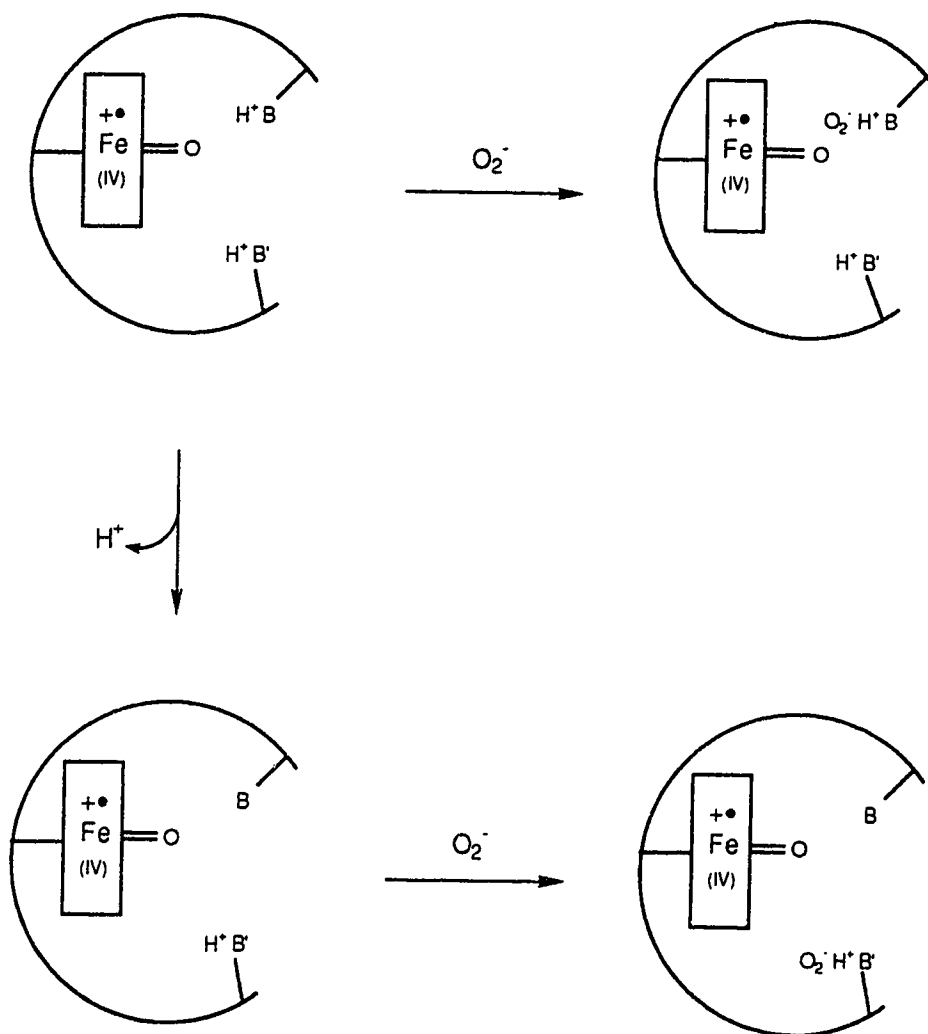 +•
Fe
(IV)
O
H⁺ B
H⁺ B'
O₂⁻
+•
Fe
(IV)
O
O₂⁻ H⁺ B
H⁺ B'
H⁺
+•
Fe
(IV)
O
B
H⁺ B'
O₂⁻
+•
Fe
(IV)
O
B
O₂⁻ H⁺ B'